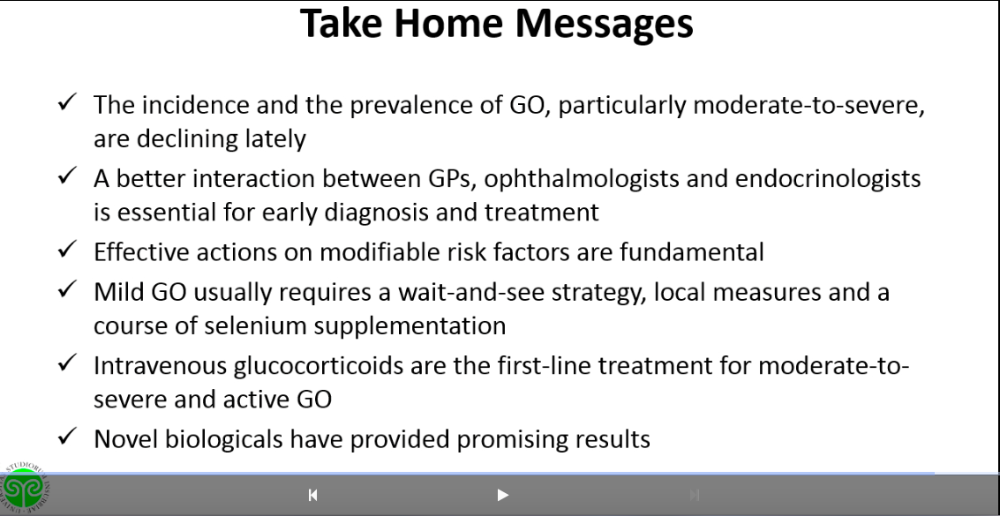 Take Home Messages
✓ The incidence and the prevalence of GO, particularly moderate-to-severe,
are declining lately
✓ A better interaction between GPs, ophthalmologists and endocrinologists
is essential for early diagnosis and treatment
✓ Effective actions on modifiable risk factors are fundamental
✓ Mild GO usually requires a wait-and-see strategy, local measures and a
course of selenium supplementation
✓ Intravenous glucocorticoids are the first-line treatment for moderate-to-
severe and active GO
✓ Novel biologicals have provided promising results